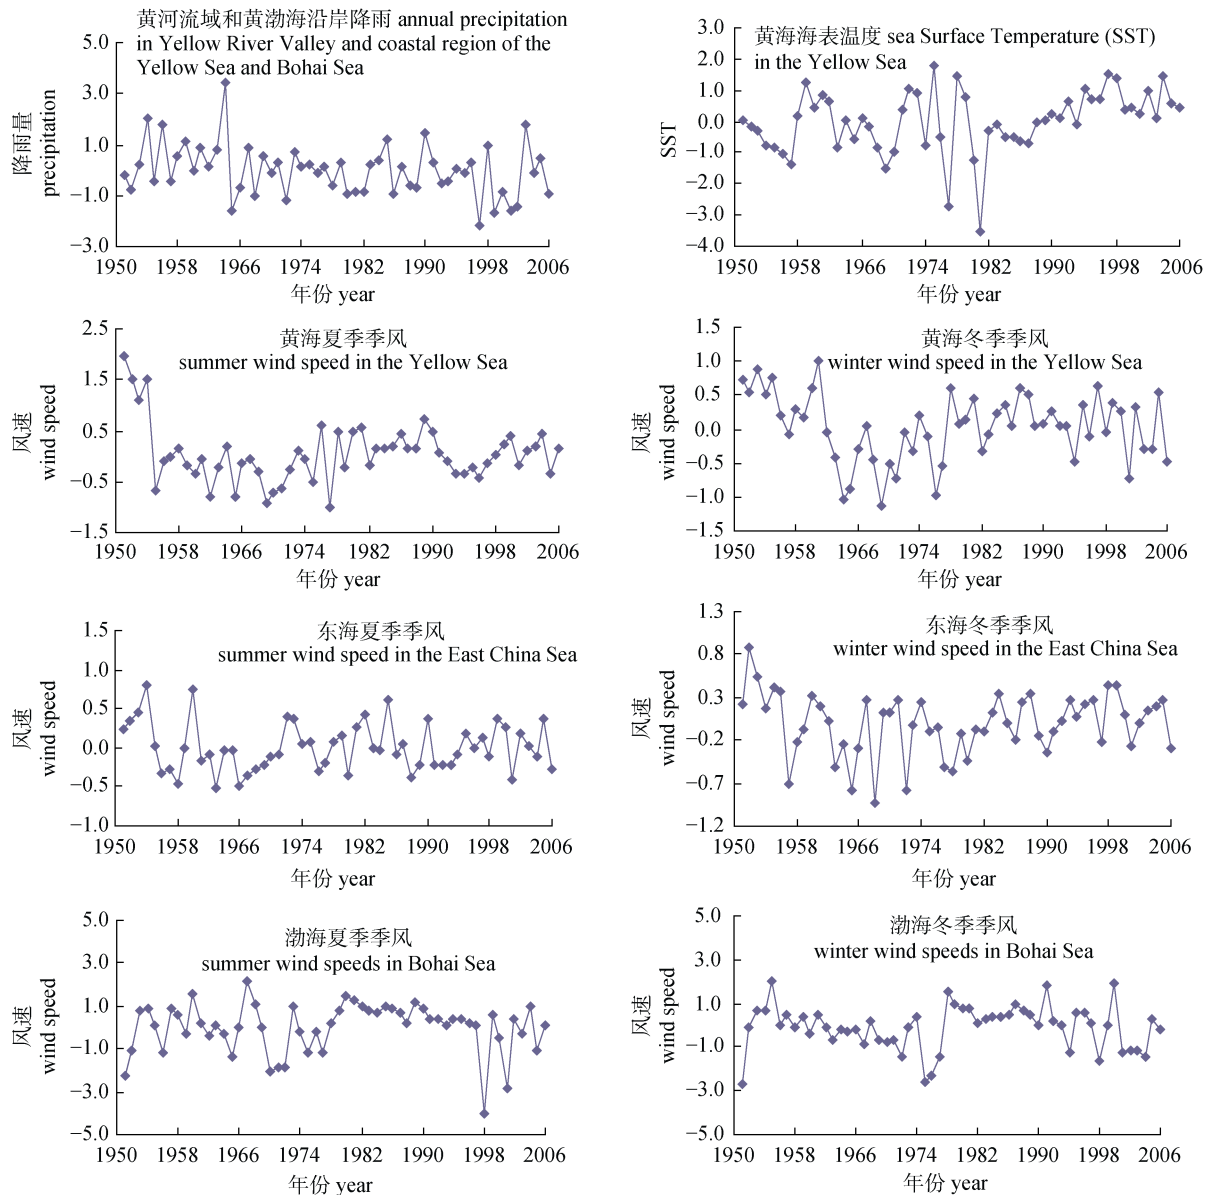 黄河流域和黄渤海沿岸降雨 annual precipitation
in Yellow River Valley and coastal region of the
Yellow Sea and Bohai Sea
降雨量
precipitation
5.0
3.0
1.0
−1.0
−3.0
1950 1958 1966 1974 1982 1990 1998 2006
年份 year
黄海海表温度 sea Surface Temperature (SST)
in the Yellow Sea
SST
3.0
2.0
1.0
0.0
−1.0
−2.0
−3.0
−4.0
1950 1958 1966 1974 1982 1990 1998 2006
年份 year
黄海夏季季风
summer wind speed in the Yellow Sea
风速
wind speed
2.5
1.5
0.5
−0.5
−1.5
1950 1958 1966 1974 1982 1990 1998 2006
年份 year
黄海冬季季风
winter wind speed in the Yellow Sea
风速
wind speed
1.5
1.0
0.5
0.0
−0.5
−1.0
−1.5
1950 1958 1966 1974 1982 1990 1998 2006
年份 year
东海夏季季风
summer wind speed in the East China Sea
风速
wind speed
1.5
1.0
0.5
0.0
−0.5
−1.0
1950 1958 1966 1974 1982 1990 1998 2006
年份 year
东海冬季季风
winter wind speed in the East China Sea
风速
wind speed
1.3
0.8
0.3
−0.2
−0.7
−1.2
1950 1958 1966 1974 1982 1990 1998 2006
年份 year
渤海夏季季风
summer wind speeds in Bohai Sea
风速
wind speed
5.0
3.0
1.0
−1.0
−3.0
−5.0
1950 1958 1966 1974 1982 1990 1998 2006
年份 year
渤海冬季季风
winter wind speeds in Bohai Sea
风速
wind speed
5.0
3.0
1.0
−1.0
−3.0
−5.0
1950 1958 1966 1974 1982 1990 1998 2006
年份 year